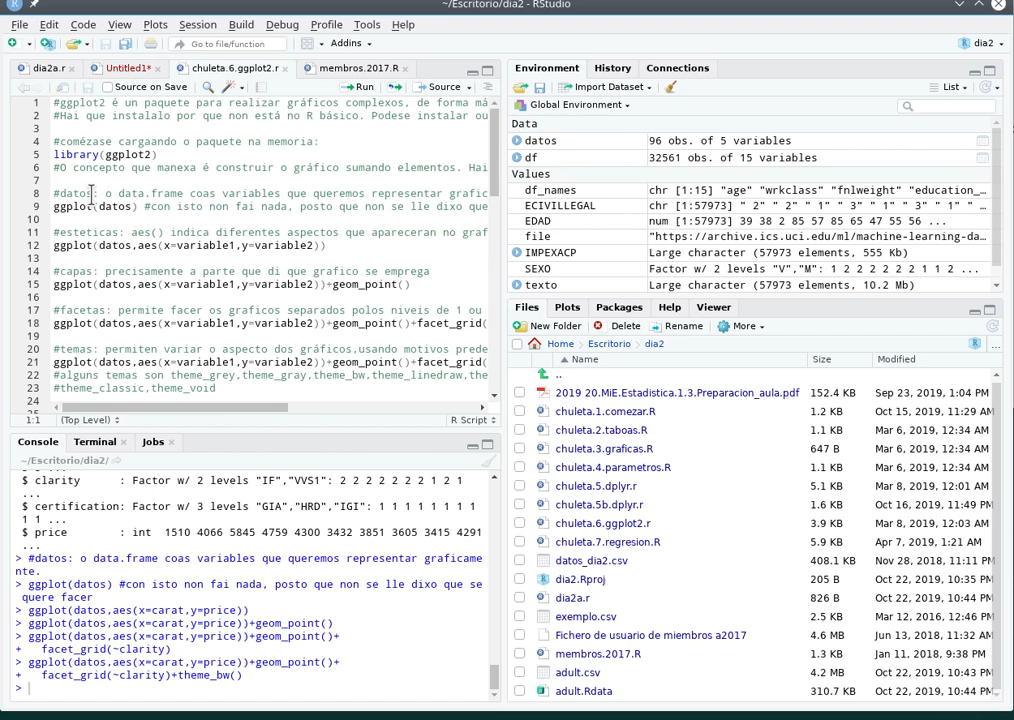 ~/Escritorio/dia2 - RStudio
File Edit Code View Plots Session Build Debug Profile Tools Help
Go to file/function Addins dia2
dia2a.r Untitled1* chuleta.6.ggplot2.r membros.2017.R
Source on Save Run Source
1 #ggplot2 é un paquete para realizar gráficos complexos, de forma má
2 #Hai que instalalo por que non está no R básico. Podese instalar ou
3
4 #comézase cargaando o paquete na memoria:
5 library(ggplot2)
6 #O concepto que manexa é construir o gráfico sumando elementos. Hai
7
8 #datos: o data.frame coas variables que queremos representar grafic
9 ggplot(datos) #con isto non fai nada, posto que non se lle dixo que
10
11 #esteticas: aes() indica diferentes aspectos que apareceran no graf
12 ggplot(datos,aes(x=variable1,y=variable2))
13
14 #capas: precisamente a parte que di que grafico se emprega
15 ggplot(datos,aes(x=variable1,y=variable2))+geom_point()
16
17 #facetas: permite facer os graficos separados polos niveis de 1 ou
18 ggplot(datos,aes(x=variable1,y=variable2))+geom_point()+facet_grid(
19
20 #temas: permiten variar o aspecto dos gráficos,usando motivos prede
21 ggplot(datos,aes(x=variable1,y=variable2))+geom_point()+facet_grid(
22 #alguns temas son theme_grey,theme_gray,theme_bw,theme_linedraw,the
23 #theme_classic,theme_void
24
25
1:1 (Top Level) R Script
Console Terminal Jobs
~/Escritorio/dia2/
$ clarity : Factor w/ 2 levels "IF","VVS1": 2 2 2 2 2 2 2 1 2 1
...
$ certification: Factor w/ 3 levels "GIA","HRD","IGI": 1 1 1 1 1 1 1 1
1 1 ...
$ price : int 1510 4066 5845 4759 4300 3432 3851 3605 3415 4291
...
> #datos: o data.frame coas variables que queremos representar graficame
nte.
> ggplot(datos) #con isto non fai nada, posto que non se lle dixo que se
quere facer
> ggplot(datos,aes(x=carat,y=price))
> ggplot(datos,aes(x=carat,y=price))+geom_point()
> ggplot(datos,aes(x=carat,y=price))+geom_point()+
+ facet_grid(~clarity)
> ggplot(datos,aes(x=carat,y=price))+geom_point()+
+ facet_grid(~clarity)+theme_bw()
>
Environment History Connections
Import Dataset List
Global Environment
Data
datos 96 obs. of 5 variables
df 32561 obs. of 15 variables
Values
df_names chr [1:15] "age" "wrkclass" "fnlweight" "education_…
ECIVILLEGAL chr [1:57973] " 2" " 2" " 1" " 3" " 1" " 3" " 1" " …
EDAD num [1:57973] 39 38 2 85 57 85 65 47 55 56 ...
file "https://archive.ics.uci.edu/ml/machine-learning-da…
IMPEXACP Large character (57973 elements, 555 Kb)
SEXO Factor w/ 2 levels "V","M": 1 2 2 2 2 2 2 1 1 2 ...
texto Large character (57973 elements, 10.2 Mb)
Files Plots Packages Help Viewer
New Folder Delete Rename More
Home Escritorio dia2 ...
Name Size Modified
..
2019 20.MiE.Estadistica.1.3.Preparacion_aula.pdf 152.4 KB Sep 23, 2019, 1:04 PM
chuleta.1.comezar.R 1.2 KB Oct 15, 2019, 11:29 AM
chuleta.2.taboas.R 1.1 KB Mar 6, 2019, 12:34 AM
chuleta.3.graficas.R 647 B Mar 6, 2019, 12:34 AM
chuleta.4.parametros.R 1.1 KB Mar 6, 2019, 12:34 AM
chuleta.5.dplyr.r 5.1 KB Mar 8, 2019, 12:01 AM
chuleta.5b.dplyr.r 1.6 KB Oct 16, 2019, 11:49 PM
chuleta.6.ggplot2.r 3.9 KB Mar 8, 2019, 12:03 AM
chuleta.7.regresion.R 5.9 KB Apr 7, 2019, 1:21 AM
datos_dia2.csv 408.1 KB Nov 28, 2018, 11:11 PM
dia2.Rproj 205 B Oct 22, 2019, 10:35 PM
dia2a.r 826 B Oct 22, 2019, 10:44 PM
exemplo.csv 2.5 KB Mar 12, 2016, 12:46 PM
Fichero de usuario de miembros a2017 4.6 MB Jun 13, 2018, 11:32 AM
membros.2017.R 1.3 KB Jan 11, 2018, 9:38 PM
adult.csv 4.2 MB Oct 22, 2019, 10:44 PM
adult.Rdata 310.7 KB Oct 22, 2019, 10:44 PM